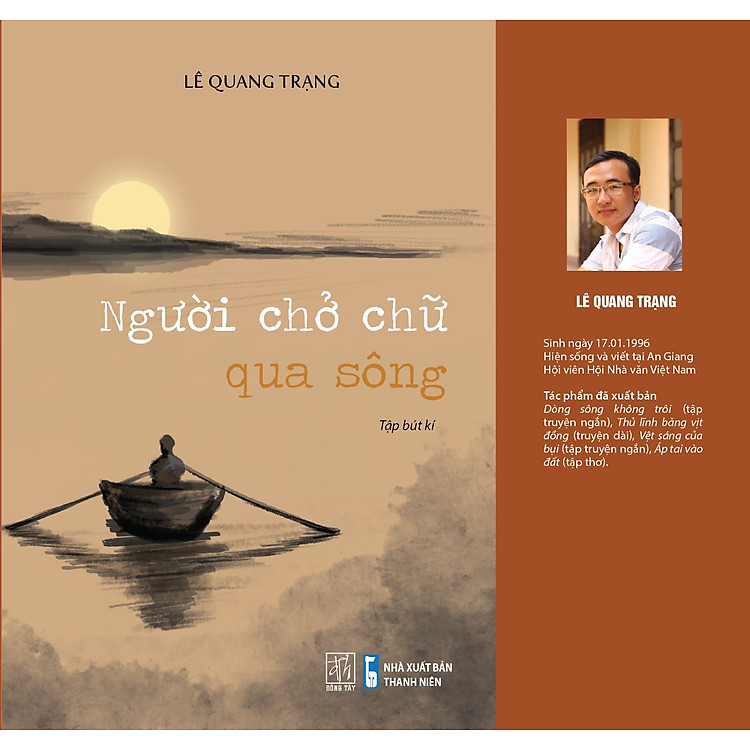 LÊ QUANG TRẠNG
Người chở chữ
qua sông
Tập bút kí
ĐÔNG TÂY
NHÀ XUẤT BẢN
THANH NIÊN
LÊ QUANG TRẠNG
Sinh ngày 17.01.1996
Hiện sống và viết tại An Giang
Hội viên Hội Nhà văn Việt Nam
Tác phẩm đã xuất bản
Dòng sông không trôi (tập
truyện ngắn), Thủ lĩnh băng vịt
đồng (truyện dài), Vệt sáng của
bụi (tập truyện ngắn), Áp tai vào
đất (tập thơ).